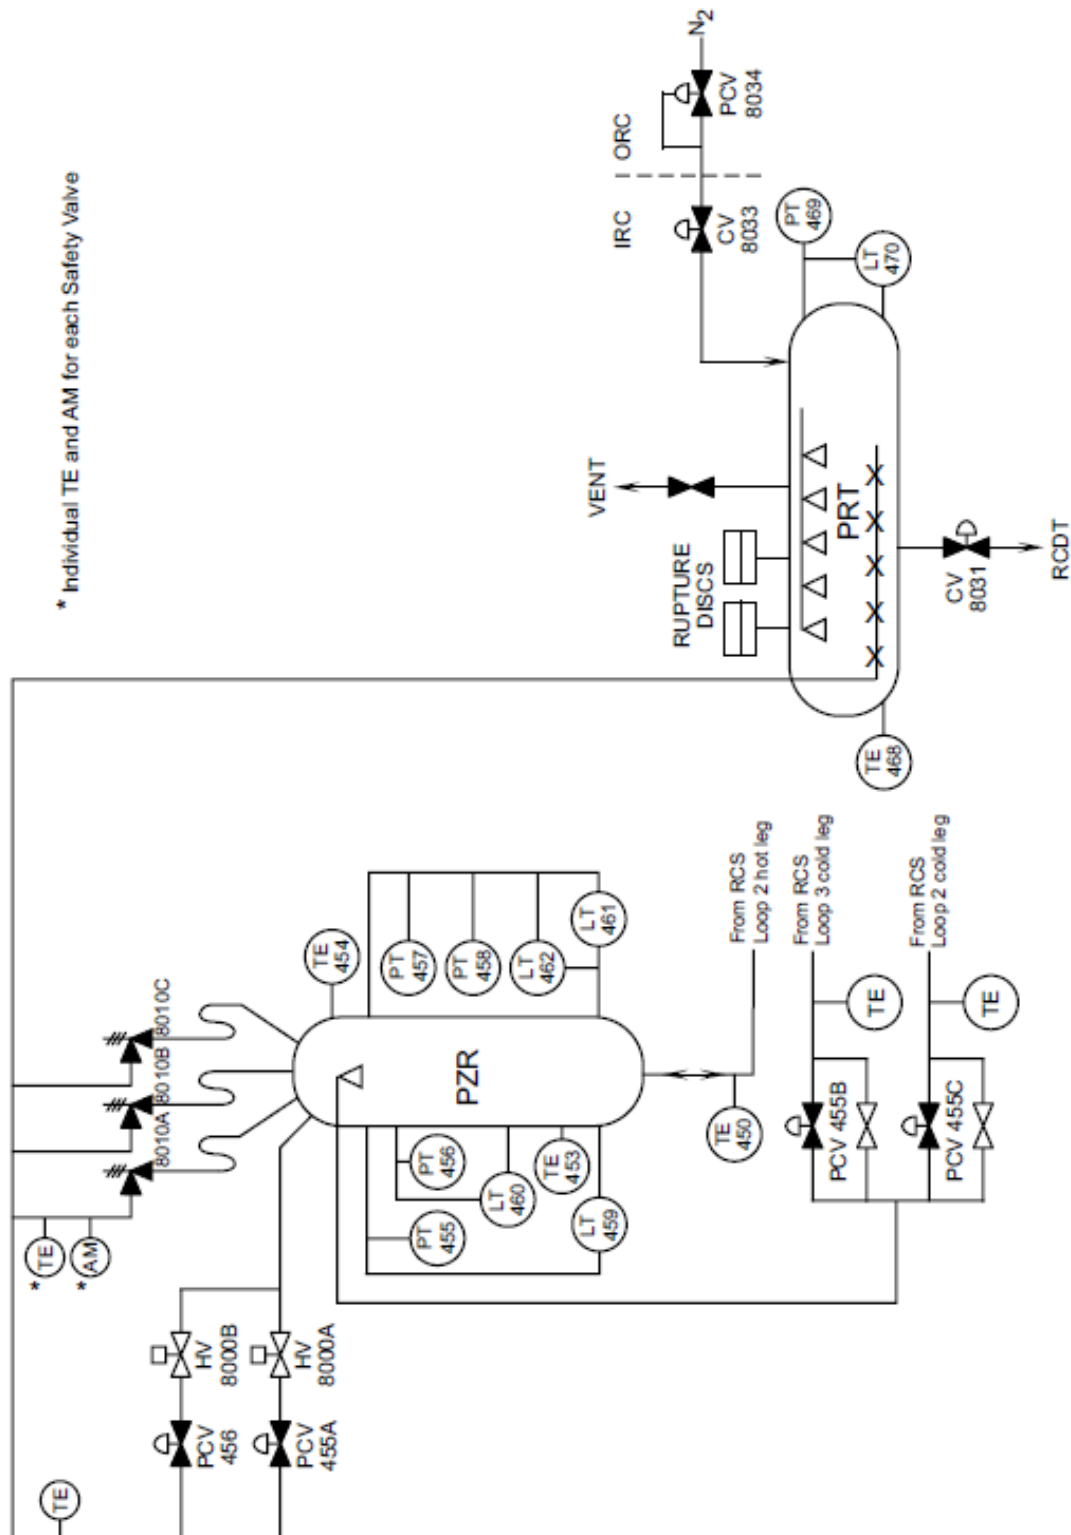 * Individual TE and AM for each Safety Valve
N2
PCV
8034
ORC
IRC
CV
8033
PT
469
LT
470
VENT
RUPTURE
DISCS
PRT
CV
8031
RCDT
TE
468
8010A
8010B
8010C
* TE
* AM
TE
454
PT
457
PT
458
LT
462
LT
461
PZR
PT
456
PT
455
LT
460
TE
453
LT
459
TE
450
From RCS
Loop 2 hot leg
From RCS
Loop 3 cold leg
From RCS
Loop 2 cold leg
TE
TE
PCV 455B
PCV 455C
HV
8000B
HV
8000A
PCV
456
PCV
455A
TE